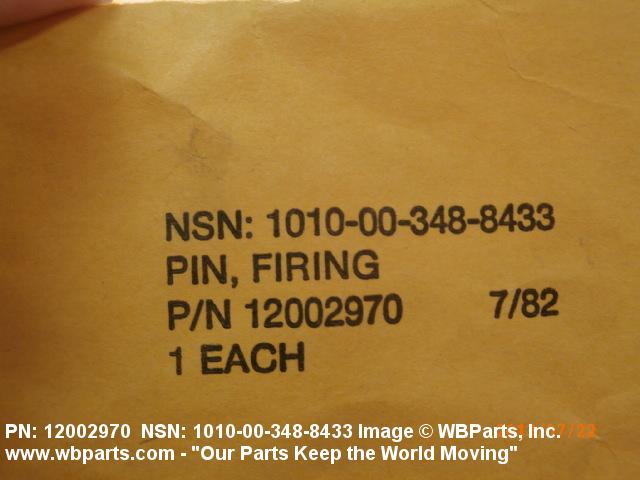 NSN: 1010-00-348-8433
PIN, FIRING
P/N 12002970 7/82
1 EACH
PN: 12002970 NSN: 1010-00-348-8433 Image © WBParts, Inc.
www.wbparts.com - "Our Parts Keep the World Moving"